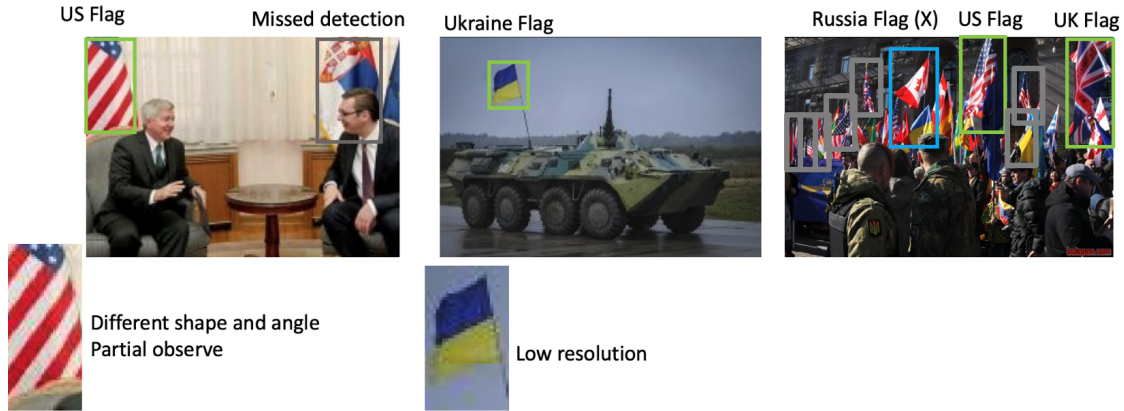 US Flag
Missed detection
Ukraine Flag
Russia Flag (X)
US Flag
UK Flag
Different shape and angle
Partial observe
Low resolution